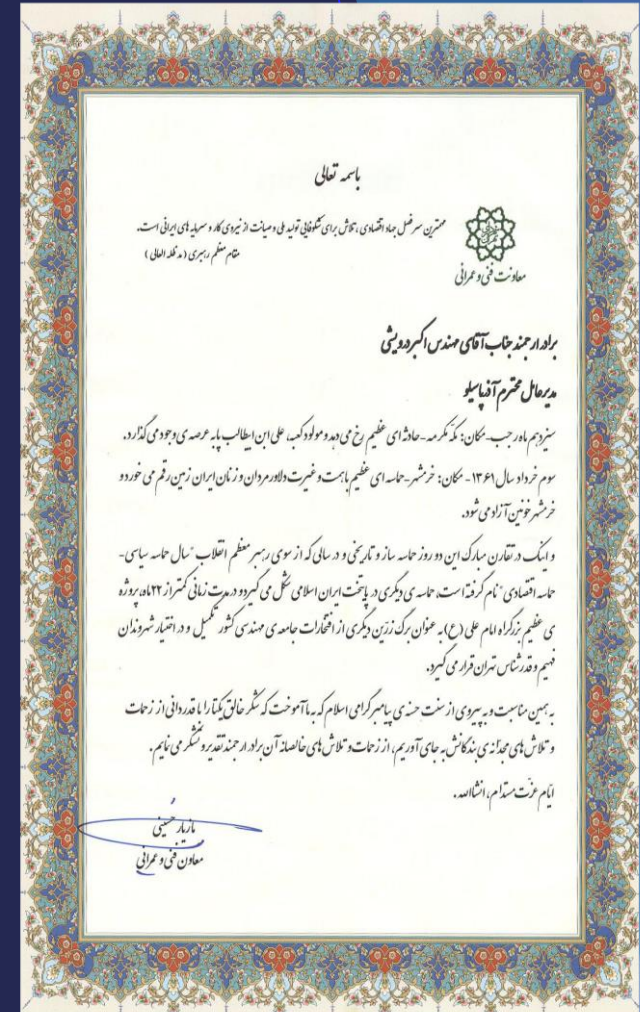 باسمه تعالی
مهمترین سرفصل جهاد اقتصادی، تلاش برای شکوفایی تولید ملی و صیانت از نیروی کار و سرمایه های ایرانی است.
مقام معظم رهبری (مد ظله العالی)
معاونت فنی و عمرانی
برادر ارجمند جناب آقای مهندس اکبر درویشی
مدیرعامل محترم آذرپاسیلو
سیزدهم ماه رجب - مکان: مکه مکرمه - حادثه ای عظیم رخ می دهد و مولود کعبه، علی ابن ابیطالب پا به عرصه ی وجود می گذارد.
سوم خرداد سال ۱۳۶۱ - مکان: خرمشهر - حماسه ای عظیم با همت و غیرت دلاور مردان و زنان ایران زمین رقم می خورد و
خرمشهر خونین آزاد می شود.
و اینک در تقارن مبارک این دو روز حماسه ساز و تاریخی و در سالی که از سوی رهبر معظم انقلاب "سال حماسه سیاسی-
حماسه اقتصادی" نام گرفته است، حماسه ی دیگری در پایتخت ایران اسلامی شکل می گیرد و در مدت زمانی کمتر از ۲۲ ماه، پروژه
ی عظیم بزرگراه امام علی (ع) به عنوان برگ زرین دیگری از افتخارات جامعه ی مهندسی کشور تکمیل و در اختیار شهروندان
فهیم و قدرشناس تهران قرار می گیرد.
به همین مناسبت و به پیروی از سنت حسنه ی پیامبر گرامی اسلام که به ما آموخت که شکر خالق یکتا را با قدردانی از زحمات
و تلاش های مجدانه ی بندگانش به جای آوریم، از زحمات و تلاش های خالصانه آن برادر ارجمند تقدیر و تشکر می نمایم.
ایام عزت مستدام، انشاالله.
مازیار حسینی
معاون فنی و عمرانی